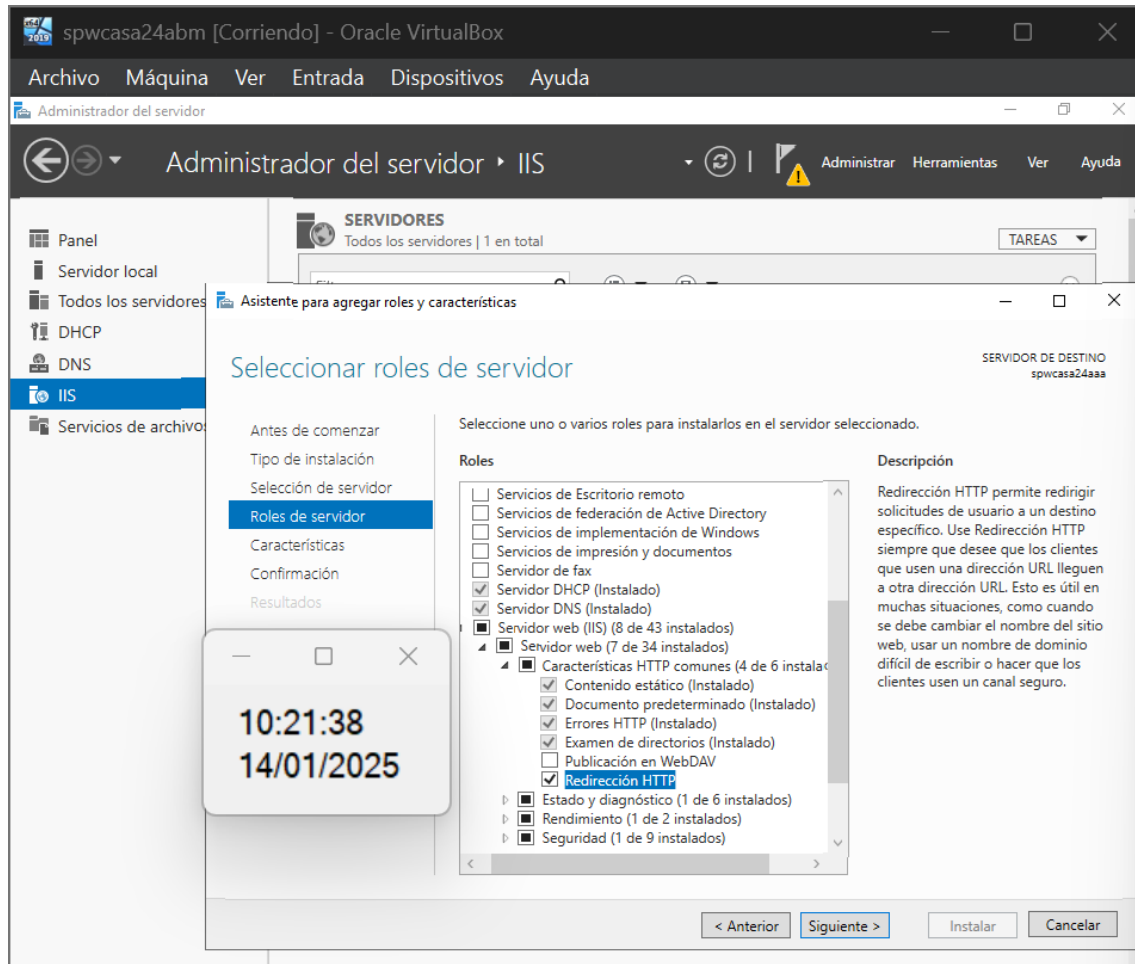 x64
2019
spwcasa24abm [Corriendo] - Oracle VirtualBox
Archivo Máquina Ver Entrada Dispositivos Ayuda
Administrador del servidor
Administrador del servidor IIS
Administrar Herramientas Ver Ayuda
Panel
Servidor local
Todos los servidores
DHCP
DNS
IIS
Servicios de archivos
SERVIDORES
Todos los servidores | 1 en total
TAREAS
Asistente para agregar roles y características
Seleccionar roles de servidor
SERVIDOR DE DESTINO
spwcasa24aaa
Antes de comenzar
Tipo de instalación
Selección de servidor
Roles de servidor
Características
Confirmación
Resultados
Seleccione uno o varios roles para instalarlos en el servidor seleccionado.
Roles
Servicios de Escritorio remoto
Servicios de federación de Active Directory
Servicios de implementación de Windows
Servicios de impresión y documentos
Servidor de fax
Servidor DHCP (Instalado)
Servidor DNS (Instalado)
Servidor web (IIS) (8 de 43 instalados)
Servidor web (7 de 34 instalados)
Características HTTP comunes (4 de 6 instala
Contenido estático (Instalado)
Documento predeterminado (Instalado)
Errores HTTP (Instalado)
Examen de directorios (Instalado)
Publicación en WebDAV
Redirección HTTP
Estado y diagnóstico (1 de 6 instalados)
Rendimiento (1 de 2 instalados)
Seguridad (1 de 9 instalados)
Descripción
Redirección HTTP permite redirigir
solicitudes de usuario a un destino
específico. Use Redirección HTTP
siempre que desee que los clientes
que usen una dirección URL lleguen
a otra dirección URL. Esto es útil en
muchas situaciones, como cuando
se debe cambiar el nombre del sitio
web, usar un nombre de dominio
difícil de escribir o hacer que los
clientes usen un canal seguro.
10:21:38
14/01/2025
< Anterior
Siguiente >
Instalar
Cancelar